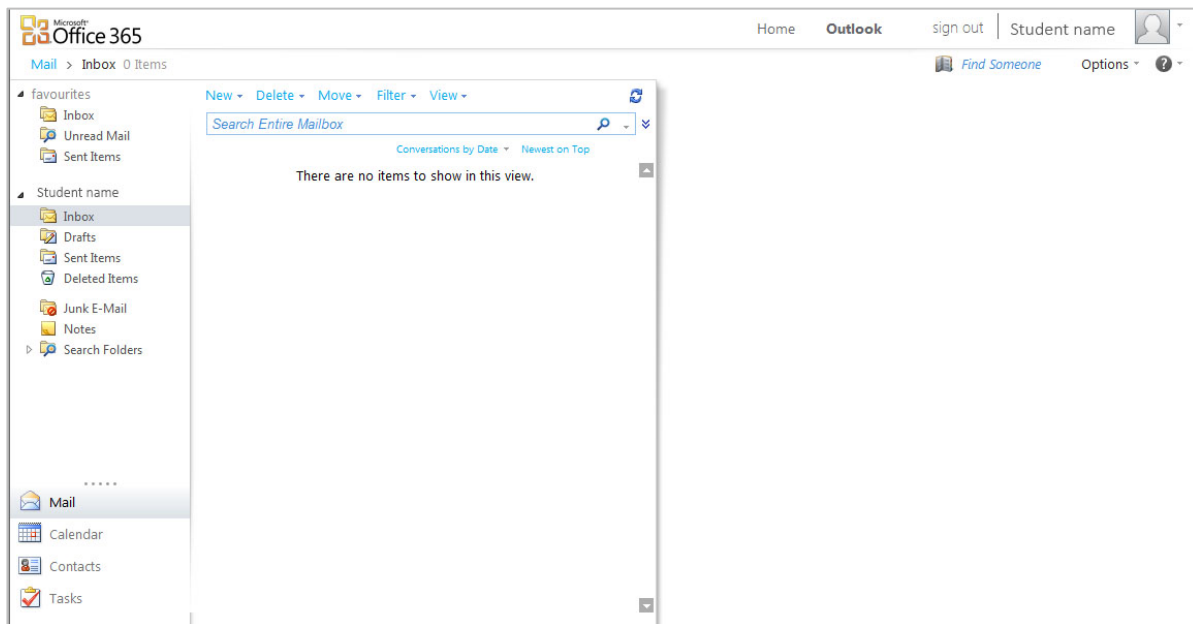 Microsoft®
Office 365
Home Outlook sign out Student name
Mail > Inbox 0 Items
Find Someone Options
favourites
Inbox
Unread Mail
Sent Items
Student name
Inbox
Drafts
Sent Items
Deleted Items
Junk E-Mail
Notes
Search Folders
Mail
Calendar
Contacts
Tasks
New Delete Move Filter View
Search Entire Mailbox
Conversations by Date Newest on Top
There are no items to show in this view.